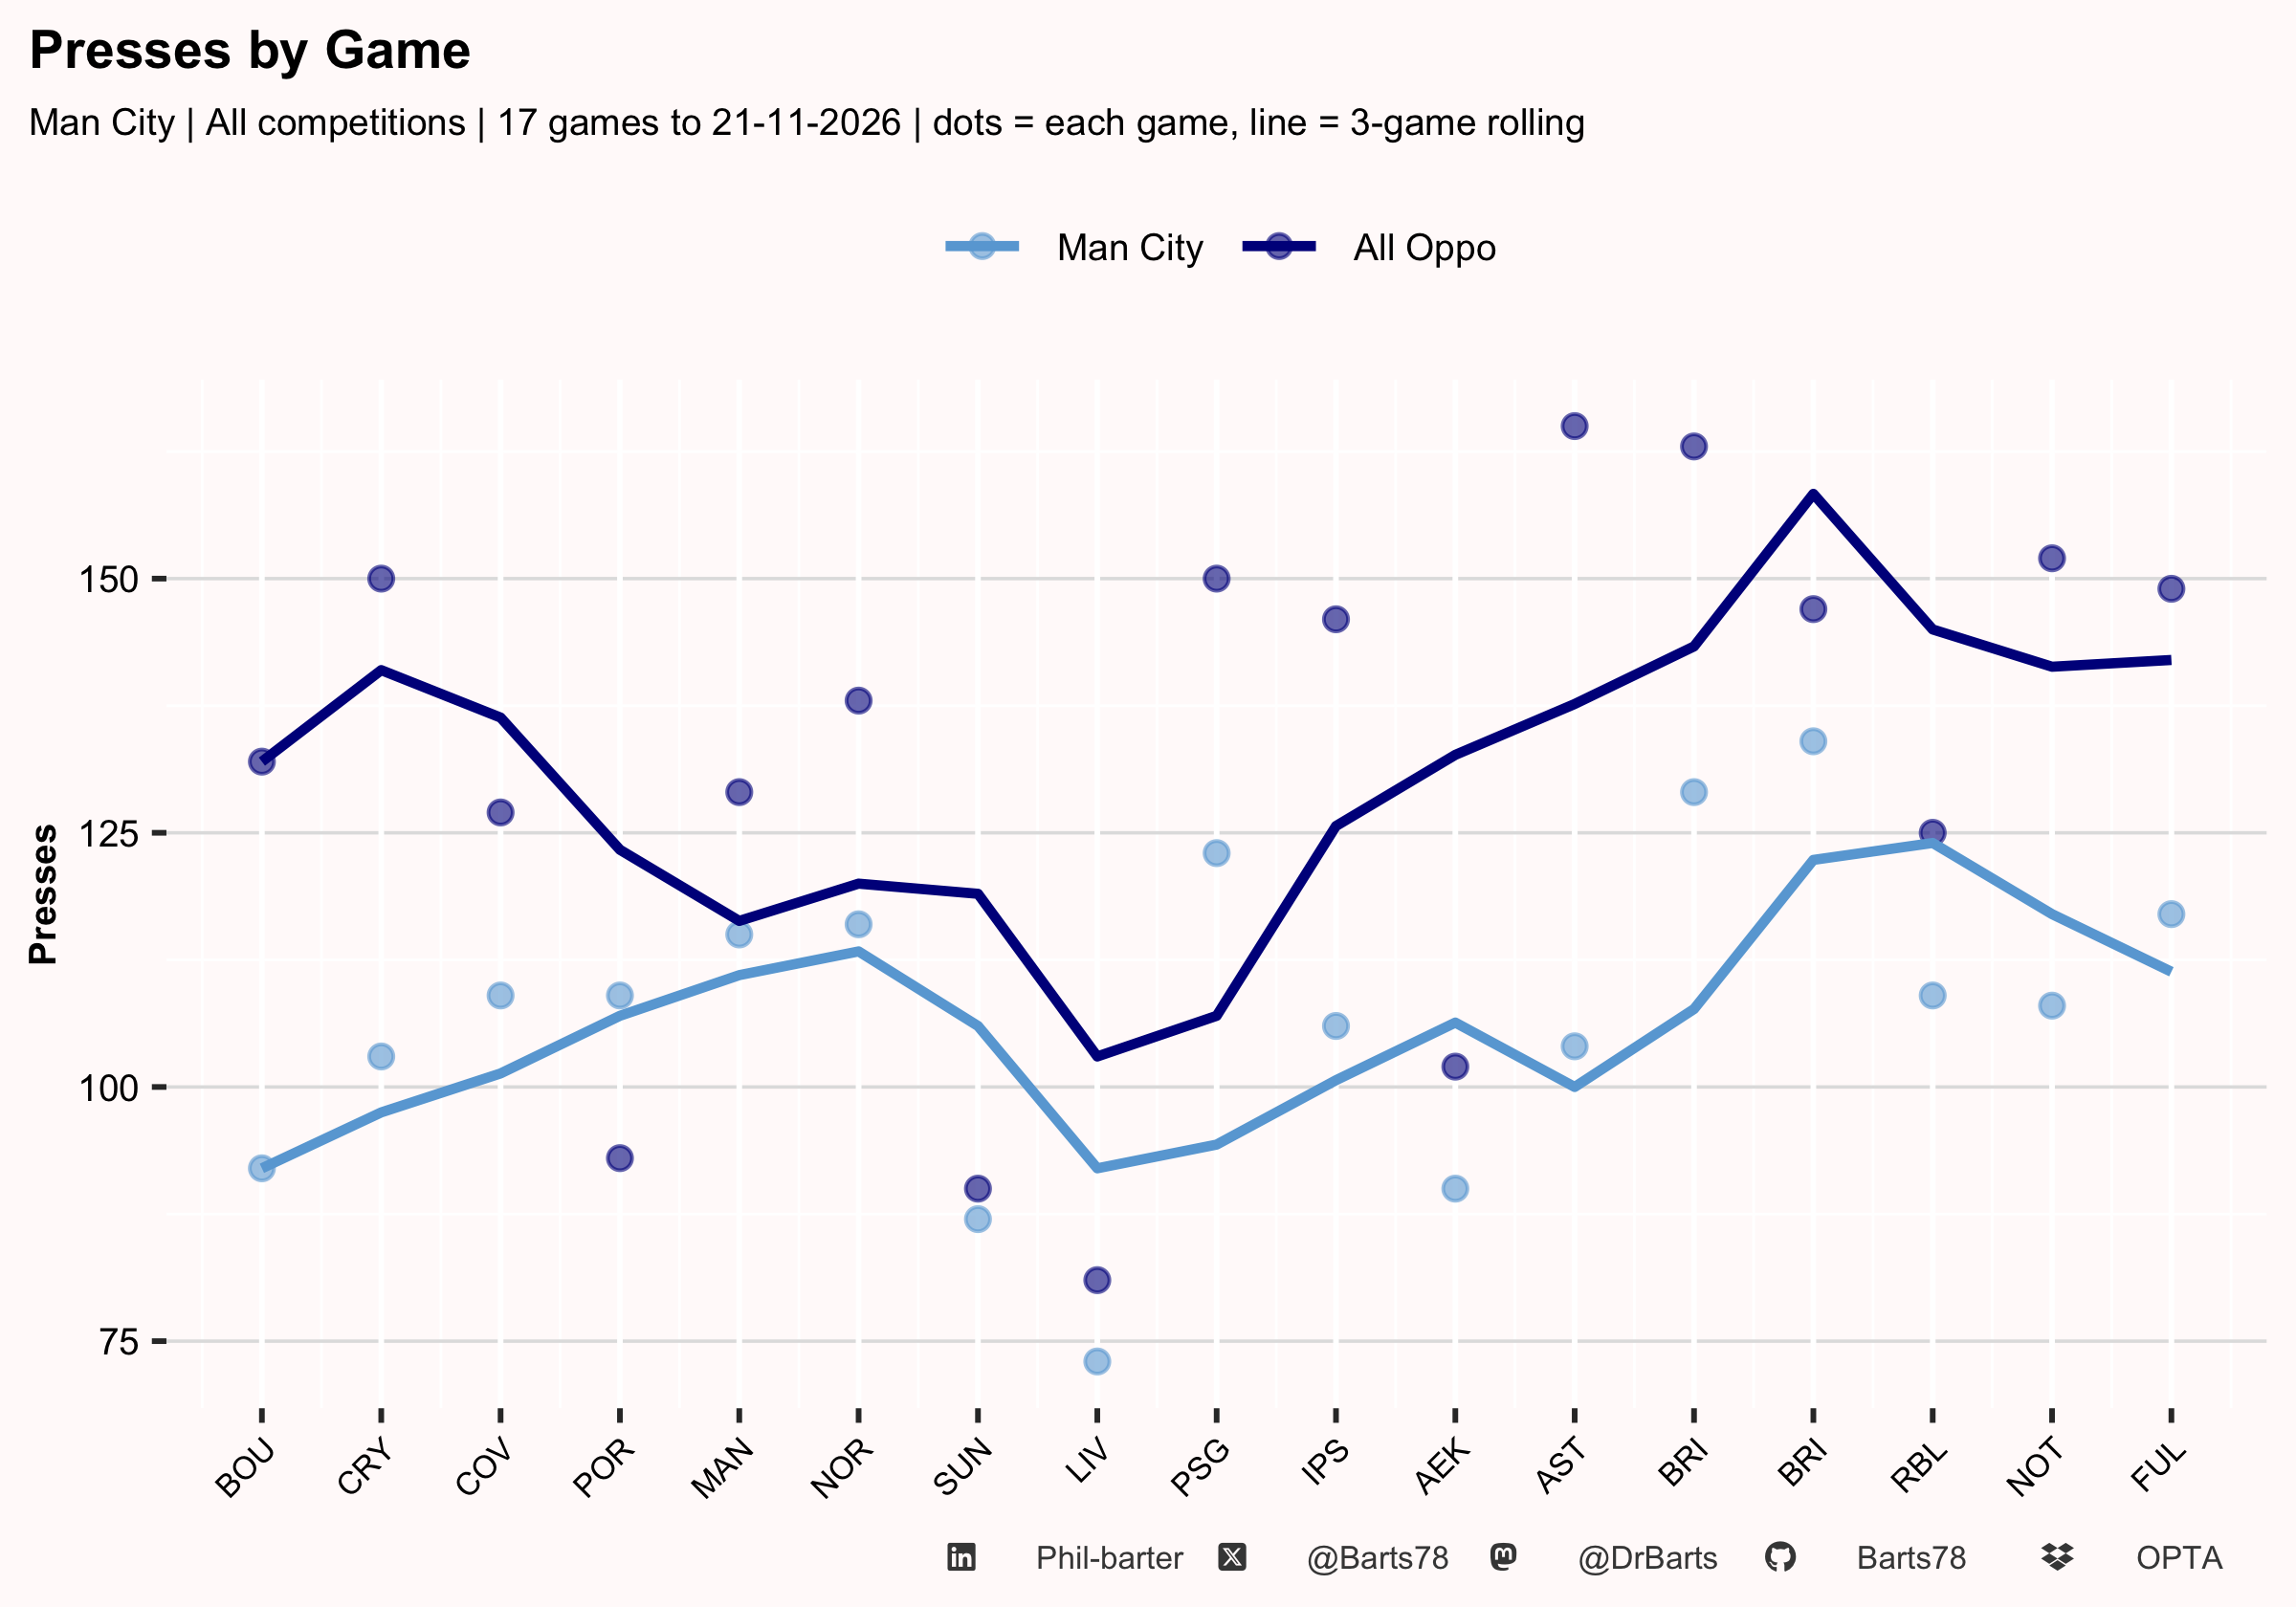 Presses by Game
Man City | All competitions | 17 games to 21-11-2026 | dots = each game, line = 3-game rolling
Man City All Oppo
Presses
150
125
100
75
BOU CRY COV POR MAN NOR SUN LIV PSG IPS AEK AST BRI BRI RBL NOT FUL
Phil-barter @Barts78 @DrBarts Barts78 OPTA